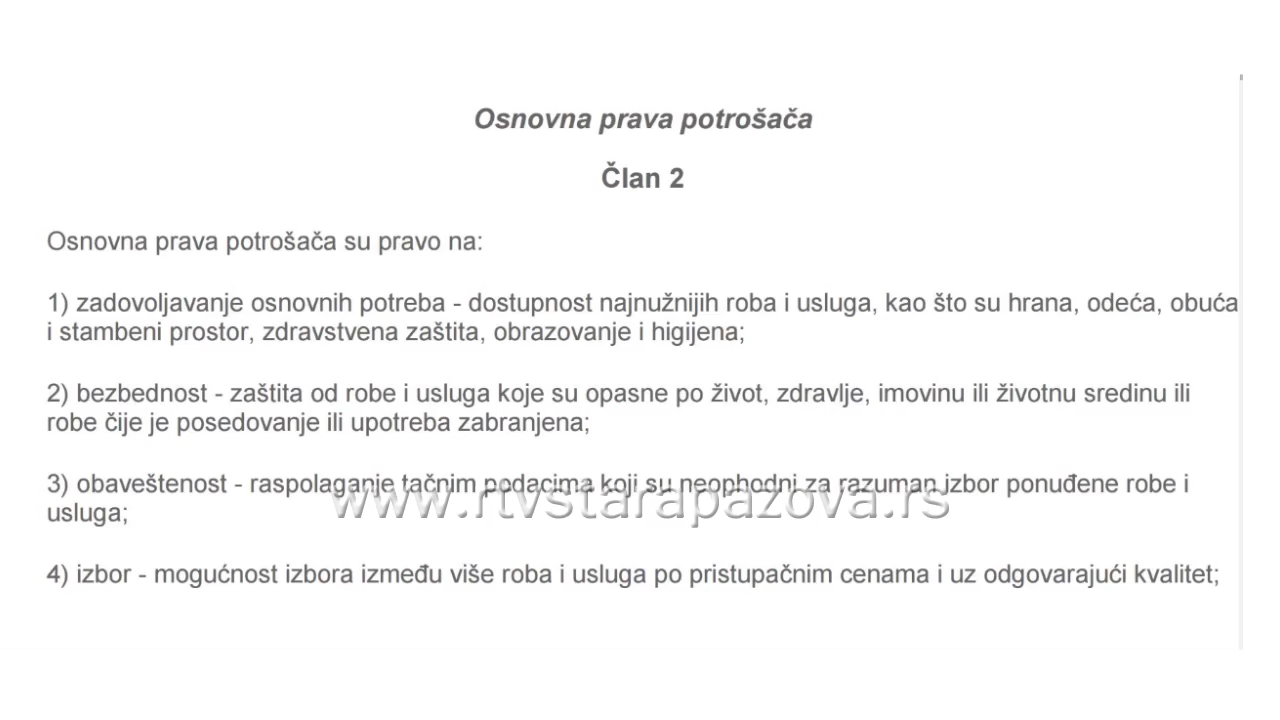 Osnovna prava potrošača
Član 2
Osnovna prava potrošača su pravo na:
1) zadovoljavanje osnovnih potreba - dostupnost najnužnijih roba i usluga, kao što su hrana, odeća, obuća
i stambeni prostor, zdravstvena zaštita, obrazovanje i higijena;
2) bezbednost - zaštita od robe i usluga koje su opasne po život, zdravlje, imovinu ili životnu sredinu ili
robe čije je posedovanje ili upotreba zabranjena;
3) obaveštenost - raspolaganje tačnim podacima koji su neophodni za razuman izbor ponuđene robe i
usluga;
www.rtvstarapazova.rs
4) izbor - mogućnost izbora između više roba i usluga po pristupačnim cenama i uz odgovarajući kvalitet;